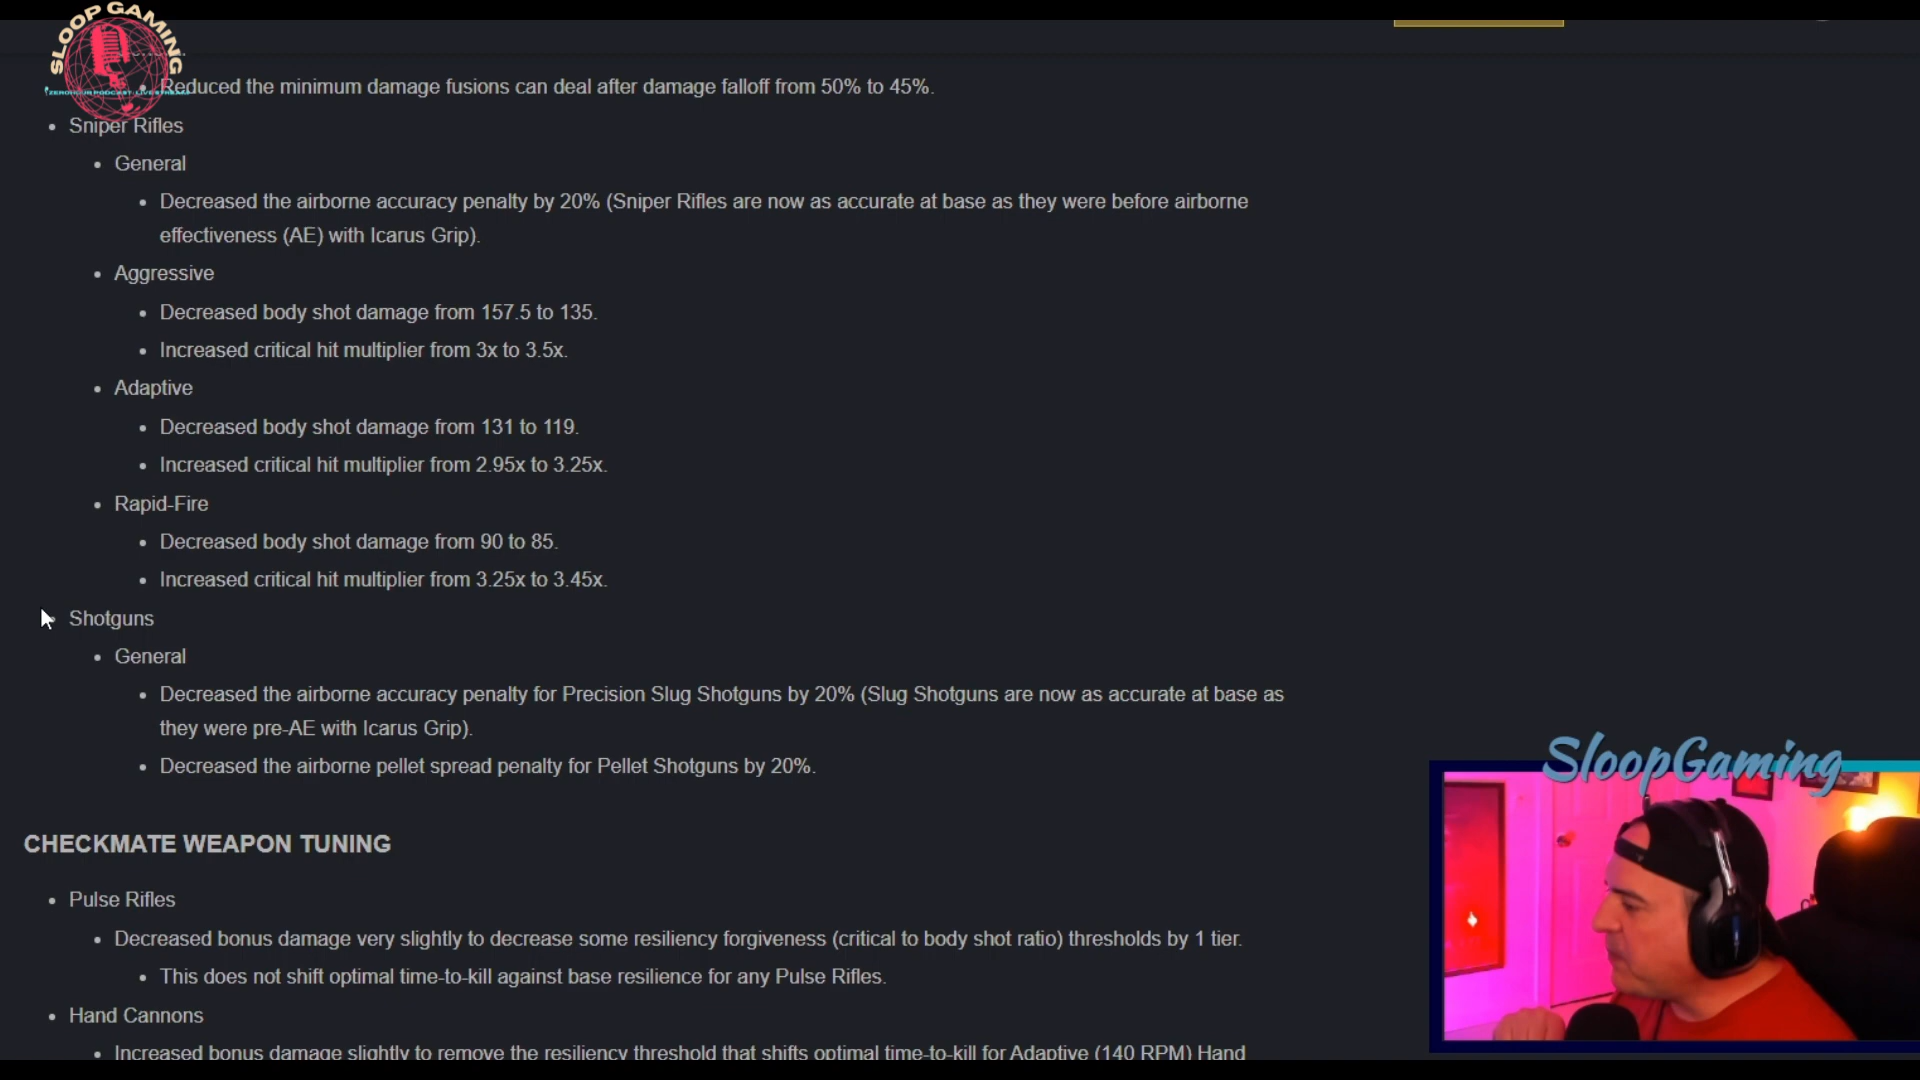 SLOOP GAMING
Reduced the minimum damage fusions can deal after damage falloff from 50% to 45%.
Sniper Rifles
General
Decreased the airborne accuracy penalty by 20% (Sniper Rifles are now as accurate at base as they were before airborne
effectiveness (AE) with Icarus Grip).
Aggressive
Decreased body shot damage from 157.5 to 135.
Increased critical hit multiplier from 3x to 3.5x.
Adaptive
Decreased body shot damage from 131 to 119.
Increased critical hit multiplier from 2.95x to 3.25x.
Rapid-Fire
Decreased body shot damage from 90 to 85.
Increased critical hit multiplier from 3.25x to 3.45x.
Shotguns
General
Decreased the airborne accuracy penalty for Precision Slug Shotguns by 20% (Slug Shotguns are now as accurate at base as
they were pre-AE with Icarus Grip).
Decreased the airborne pellet spread penalty for Pellet Shotguns by 20%.
SloopGaming
CHECKMATE WEAPON TUNING
Pulse Rifles
Decreased bonus damage very slightly to decrease some resiliency forgiveness (critical to body shot ratio) thresholds by 1 tier.
This does not shift optimal time-to-kill against base resilience for any Pulse Rifles.
Hand Cannons
Increased bonus damage slightly to remove the resiliency threshold that shifts optimal time-to-kill for Adaptive (140 RPM) Hand